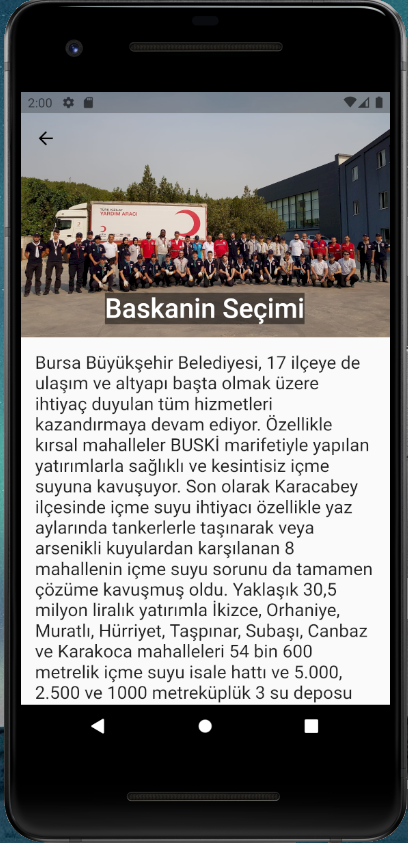 2:00
TÜRK KIZILAY
YARDIM ARACI
Baskanin Seçimi
Bursa Büyükşehir Belediyesi, 17 ilçeye de
ulaşım ve altyapı başta olmak üzere
ihtiyaç duyulan tüm hizmetleri
kazandırmaya devam ediyor. Özellikle
kırsal mahalleler BUSKİ marifetiyle yapılan
yatırımlarla sağlıklı ve kesintisiz içme
suyuna kavuşuyor. Son olarak Karacabey
ilçesinde içme suyu ihtiyacı özellikle yaz
aylarında tankerlerle taşınarak veya
arsenikli kuyulardan karşılanan 8
mahallenin içme suyu sorunu da tamamen
çözüme kavuşmuş oldu. Yaklaşık 30,5
milyon liralık yatırımla İkizce, Orhaniye,
Muratlı, Hürriyet, Taşpınar, Subaşı, Canbaz
ve Karakoca mahalleleri 54 bin 600
metrelik içme suyu isale hattı ve 5.000,
2.500 ve 1000 metreküplük 3 su deposu